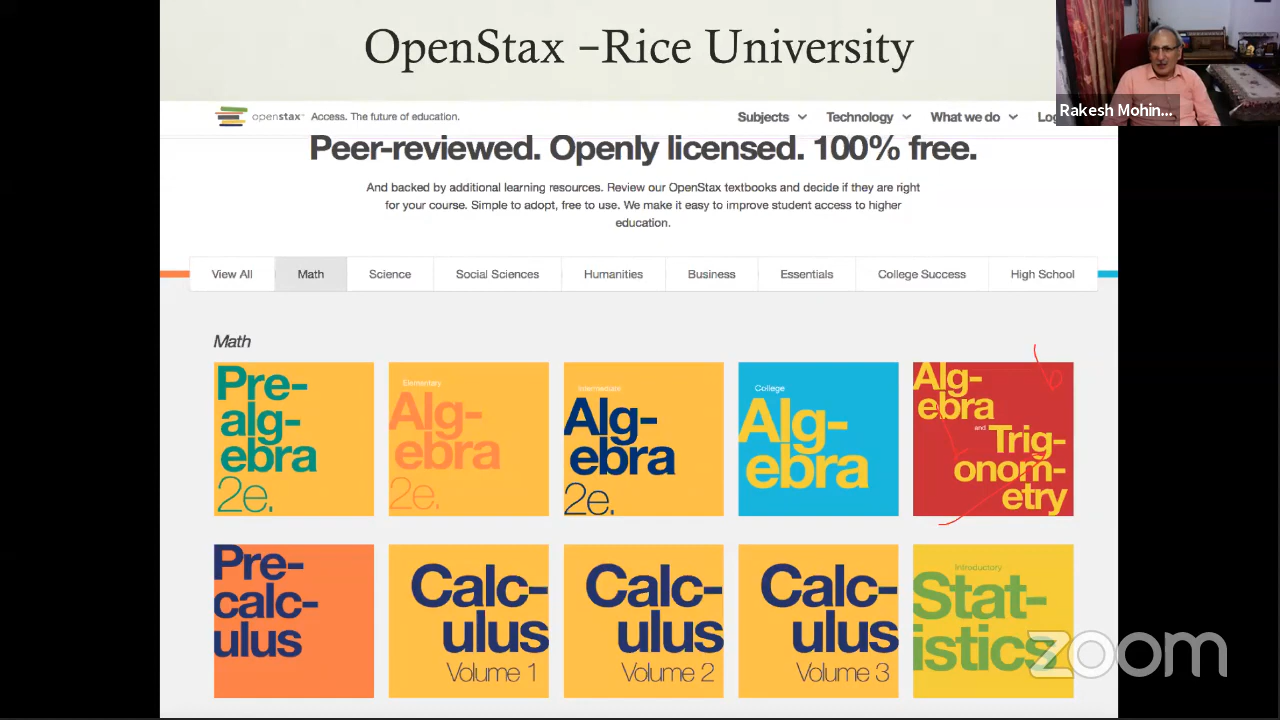 OpenStax –Rice University
Rakesh Mohin...
openstax™ Access. The future of education.
Subjects Technology What we do Lo
Peer-reviewed. Openly licensed. 100% free.
And backed by additional learning resources. Review our OpenStax textbooks and decide if they are right
for your course. Simple to adopt, free to use. We make it easy to improve student access to higher
education.
View All Math Science Social Sciences Humanities Business Essentials College Success High School
Math
Pre-
alg-
ebra
2e.
Elementary
Alg-
ebra
2e.
Intermediate
Alg-
ebra
2e.
College
Alg-
ebra
Alg-
ebra
and
Trig-
onom-
etry
Pre-
calc-
ulus
Calc-
ulus
Volume 1
Calc-
ulus
Volume 2
Calc-
ulus
Volume 3
Introductory
Stat-
istics
zoom